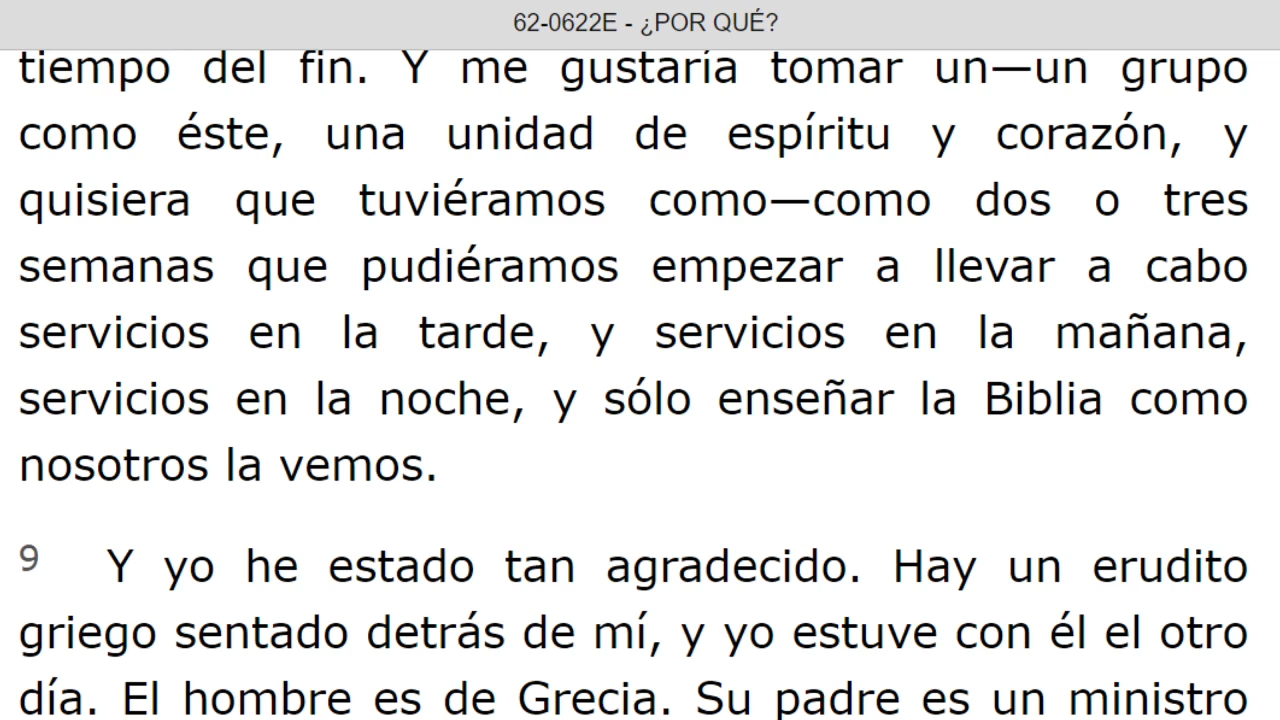 62-0622E - ¿POR QUÉ?
tiempo del fin. Y me gustaría tomar un—un grupo
como éste, una unidad de espíritu y corazón, y
quisiera que tuviéramos como—como dos o tres
semanas que pudiéramos empezar a llevar a cabo
servicios en la tarde, y servicios en la mañana,
servicios en la noche, y sólo enseñar la Biblia como
nosotros la vemos.
9 Y yo he estado tan agradecido. Hay un erudito
griego sentado detrás de mí, y yo estuve con él el otro
día. El hombre es de Grecia. Su padre es un ministro